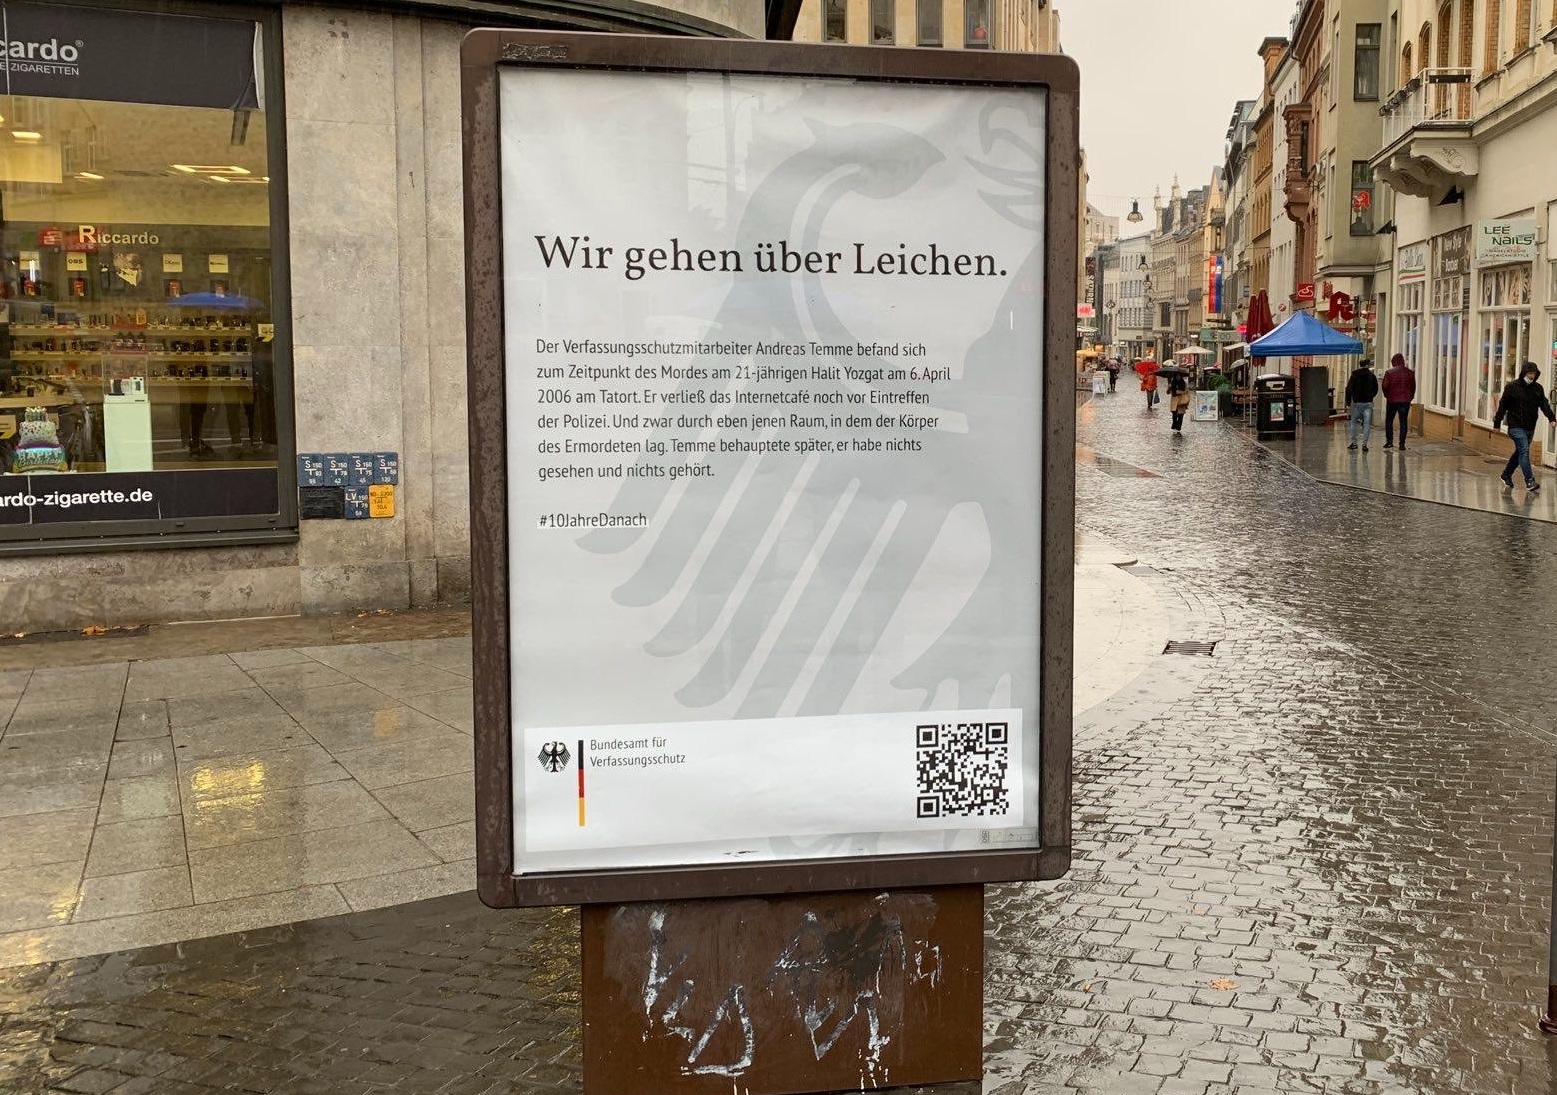 cardo®
E ZIGARETTEN
Riccardo
ardo-zigarette.de
Wir gehen über Leichen.
Der Verfassungsschutzmitarbeiter Andreas Temme befand sich
zum Zeitpunkt des Mordes am 21-jährigen Halit Yozgat am 6. April
2006 am Tatort. Er verließ das Internetcafé noch vor Eintreffen
der Polizei. Und zwar durch eben jenen Raum, in dem der Körper
des Ermordeten lag. Temme behauptete später, er habe nichts
gesehen und nichts gehört.
#10JahreDanach
Bundesamt für
Verfassungsschutz
LEE
NAILS